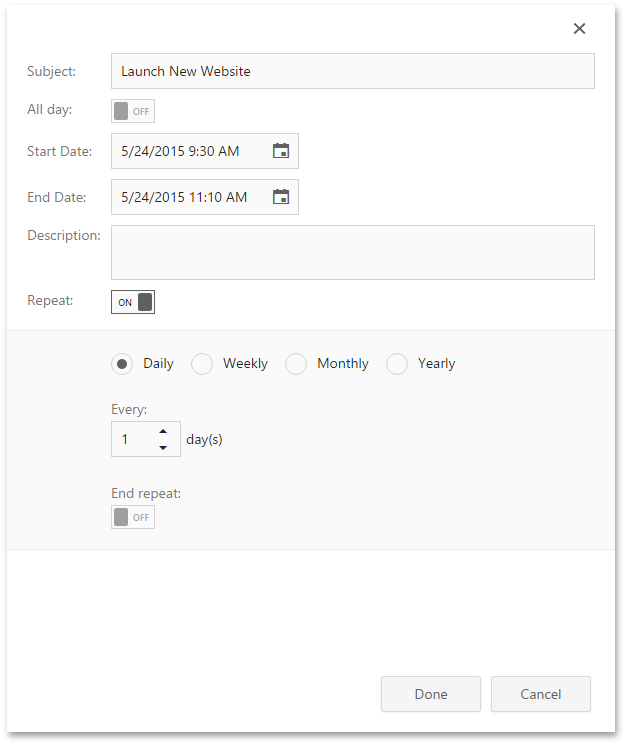 Subject: Launch New Website
All day: OFF
Start Date: 5/24/2015 9:30 AM
End Date: 5/24/2015 11:10 AM
Description:
Repeat: ON
Daily Weekly Monthly Yearly
Every:
1 day(s)
End repeat:
OFF
Done Cancel